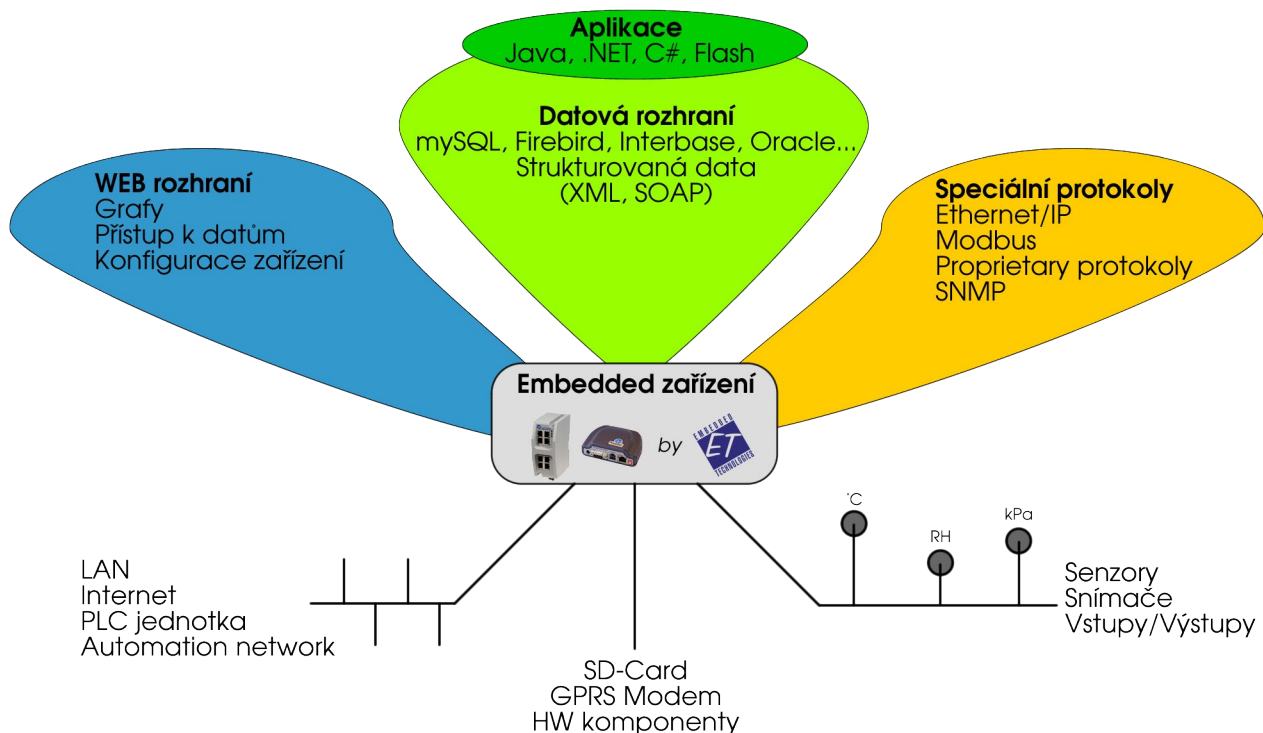 Aplikace
Java, .NET, C#, Flash
Datová rozhraní
mySQL, Firebird, Interbase, Oracle...
Strukturovaná data
(XML, SOAP)
WEB rozhraní
Grafy
Přístup k datům
Konfigurace zařízení
Speciální protokoly
Ethernet/IP
Modbus
Proprietary protokoly
SNMP
Embedded zařízení
by
EMBEDDED
ET
TECHNOLOGIES
°C
RH
kPa
LAN
Internet
PLC jednotka
Automation network
SD-Card
GPRS Modem
HW komponenty
Senzory
Snímače
Vstupy/Výstupy